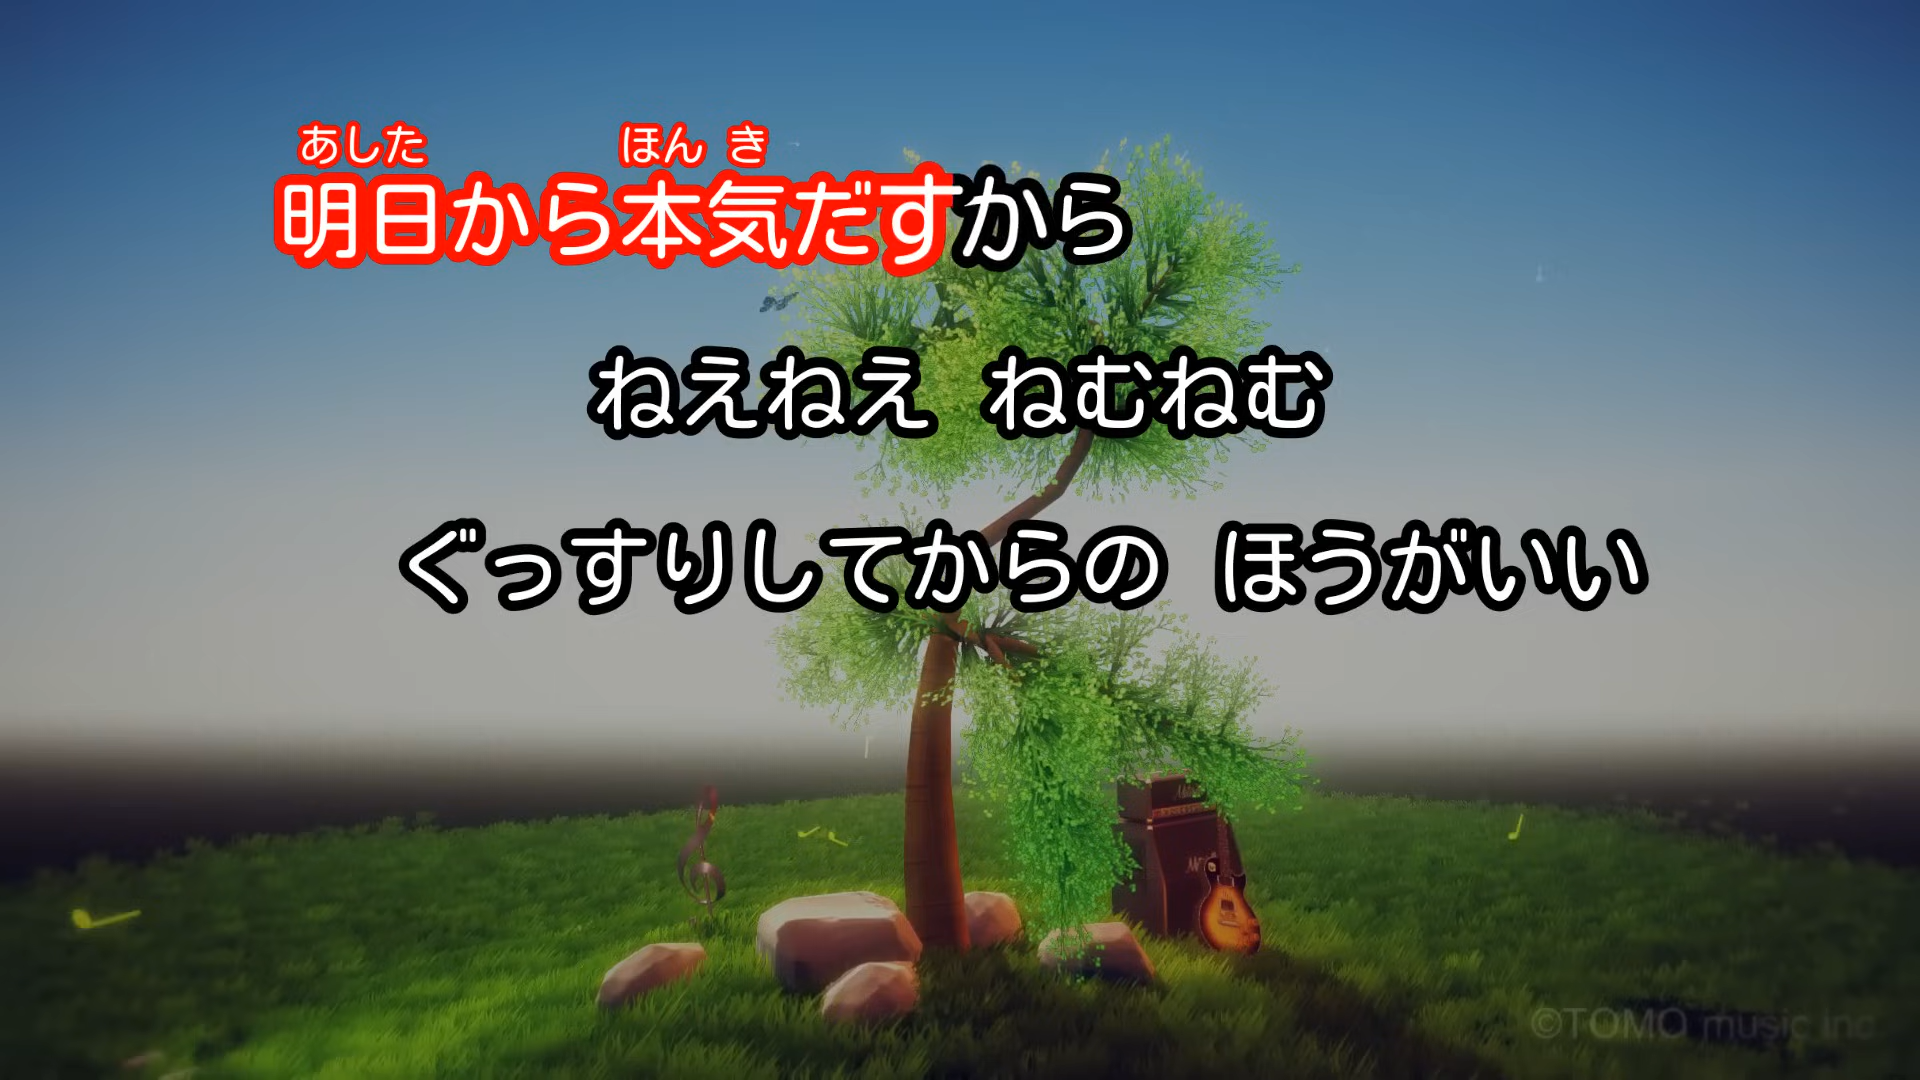 あした ほん き
明日から本気だすから
ねえねえ ねむねむ
ぐっすりしてからの ほうがいい
©TOMO music inc